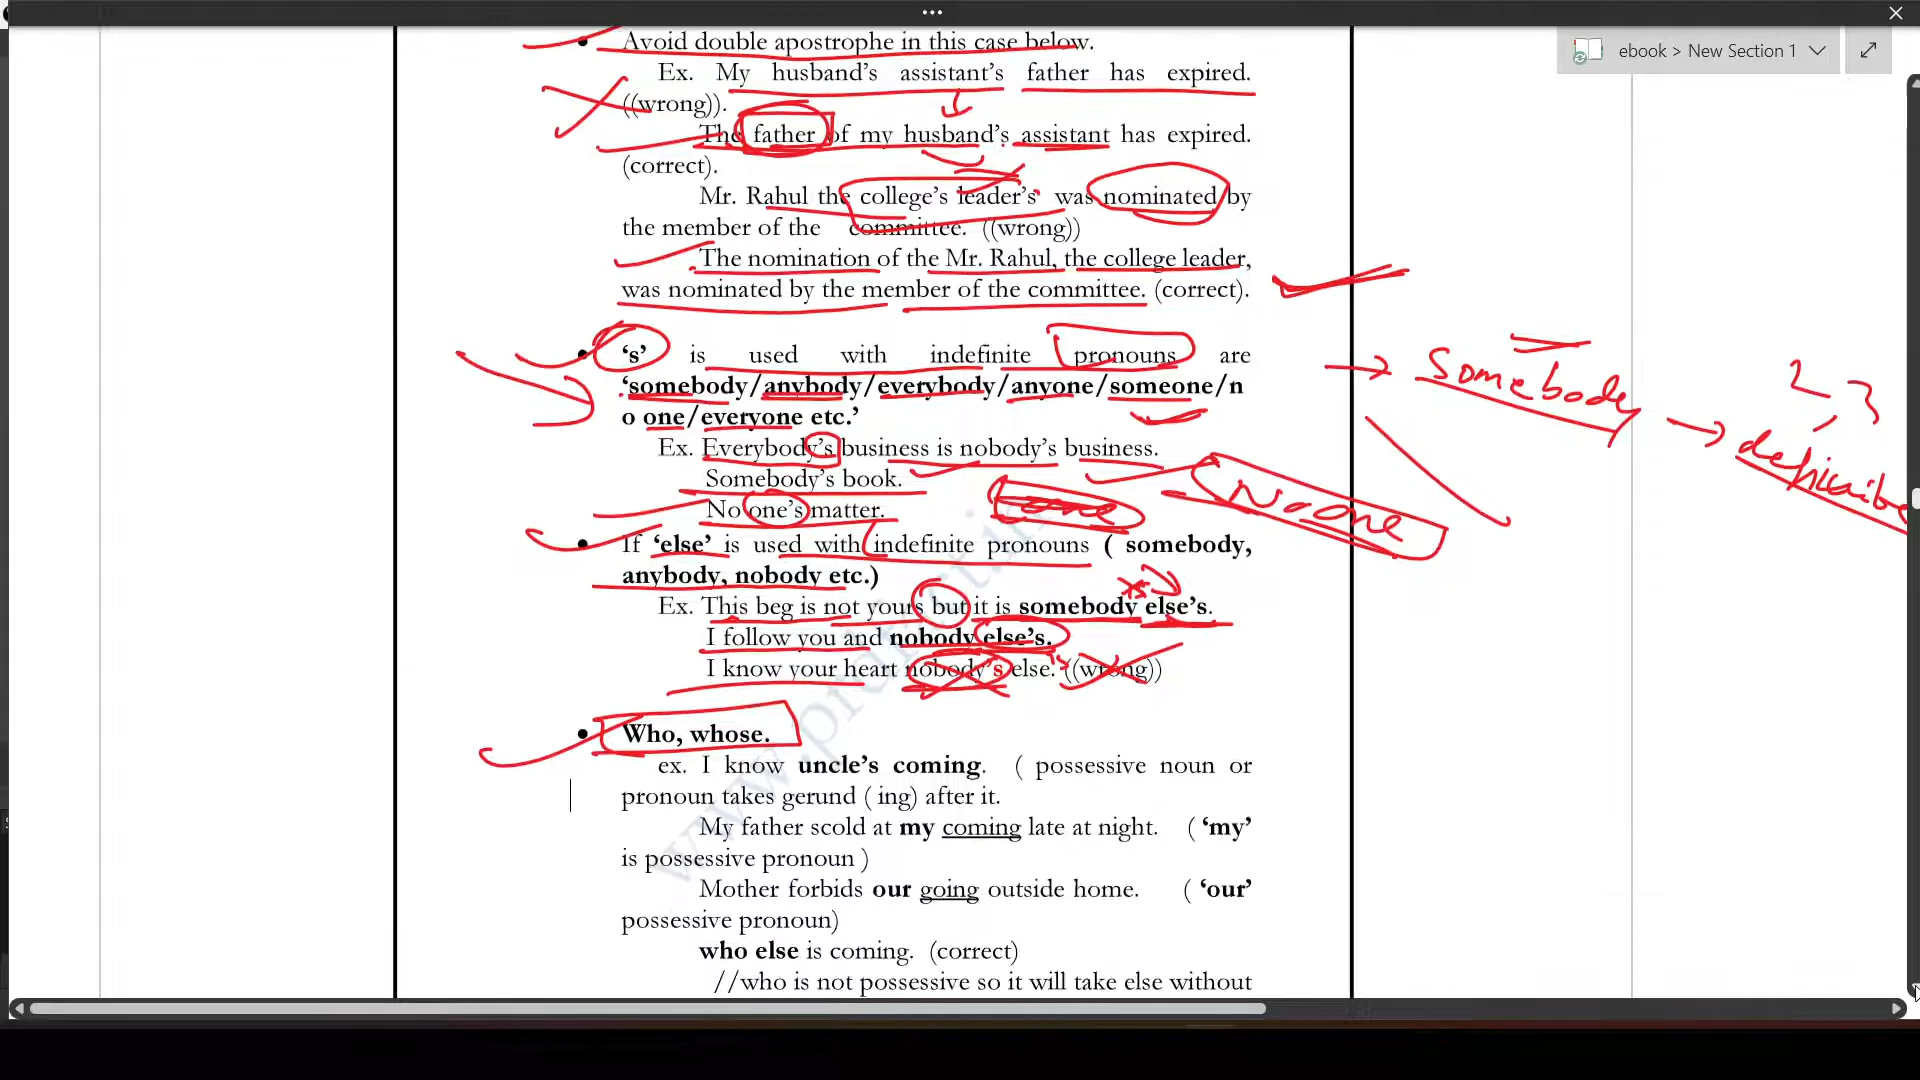 ebook > New Section 1
Avoid double apostrophe in this case below.
Ex. My husband's assistant's father has expired.
((wrong)).
The father of my husband's assistant has expired.
(correct).
Mr. Rahul the college's leader's was nominated by
the member of the committee. ((wrong))
The nomination of the Mr. Rahul, the college leader,
was nominated by the member of the committee. (correct).
‘s’ is used with indefinite pronouns are
‘somebody/anybody/everybody/anyone/someone/n
o one/everyone etc.’
Somebody
2 3
Ex. Everybody's business is nobody's business.
Somebody's book.
No one's matter.
No one
If ‘else’ is used with indefinite pronouns ( somebody,
anybody, nobody etc.)
Ex. This beg is not yours but it is somebody else's.
I follow you and nobody else's.
I know your heart nobody's else. ((wrong))
Who, whose.
ex. I know uncle's coming. ( possessive noun or
pronoun takes gerund ( ing) after it.
My father scold at my coming late at night. ( ‘my’
is possessive pronoun )
Mother forbids our going outside home. ( ‘our’
possessive pronoun)
who else is coming. (correct)
//who is not possessive so it will take else without